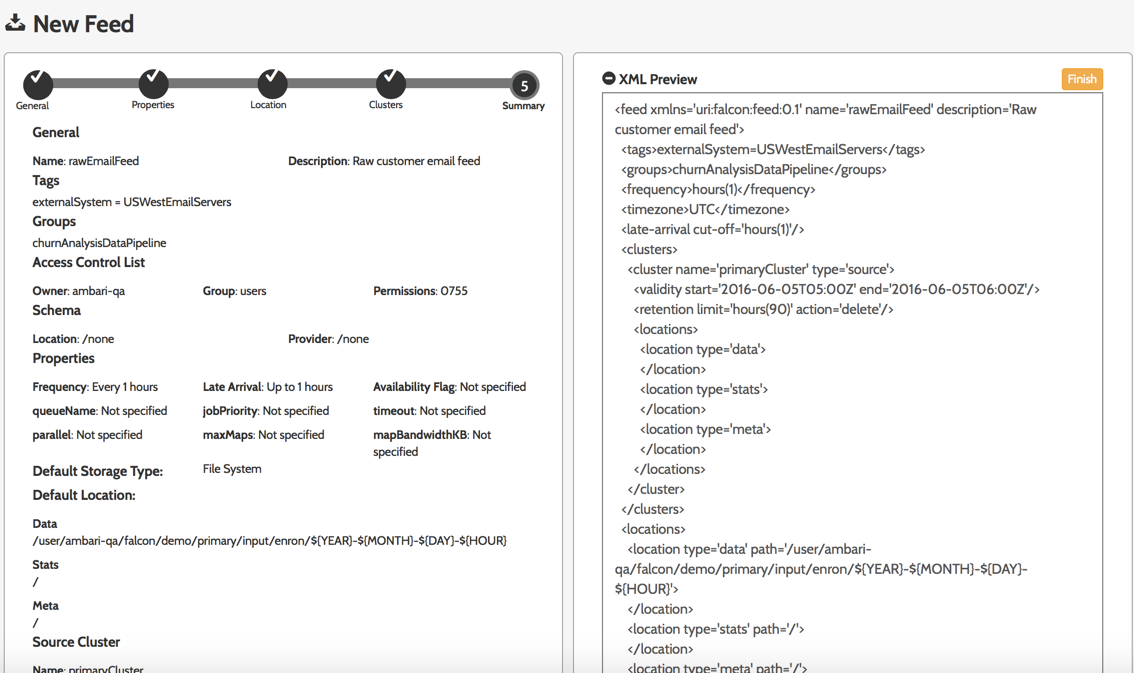 New Feed
General
Properties
Location
Clusters
5
Summary
General
Name: rawEmailFeed
Description: Raw customer email feed
Tags
externalSystem = USWestEmailServers
Groups
churnAnalysisDataPipeline
Access Control List
Owner: ambari-qa
Group: users
Permissions: 0755
Schema
Location: /none
Provider: /none
Properties
Frequency: Every 1 hours
Late Arrival: Up to 1 hours
Availability Flag: Not specified
queueName: Not specified
jobPriority: Not specified
timeout: Not specified
parallel: Not specified
maxMaps: Not specified
mapBandwidthKB: Not
specified
Default Storage Type:
File System
Default Location:
Data
/user/ambari-qa/falcon/demo/primary/input/enron/${YEAR}-${MONTH}-${DAY}-${HOUR}
Stats
/
Meta
/
Source Cluster
Name: primaryCluster
XML Preview
Finish
<feed xmlns='uri:falcon:feed:0.1' name='rawEmailFeed' description='Raw
customer email feed'>
<tags>externalSystem=USWestEmailServers</tags>
<groups>churnAnalysisDataPipeline</groups>
<frequency>hours(1)</frequency>
<timezone>UTC</timezone>
<late-arrival cut-off='hours(1)'/>
<clusters>
<cluster name='primaryCluster' type='source'>
<validity start='2016-06-05T05:00Z' end='2016-06-05T06:00Z'/>
<retention limit='hours(90)' action='delete'/>
<locations>
<location type='data'>
</location>
<location type='stats'>
</location>
<location type='meta'>
</location>
</locations>
</cluster>
</clusters>
<locations>
<location type='data' path='/user/ambari-
qa/falcon/demo/primary/input/enron/${YEAR}-${MONTH}-${DAY}-
${HOUR}'>
</location>
<location type='stats' path='/'>
</location>
<location type='meta' path='/'>